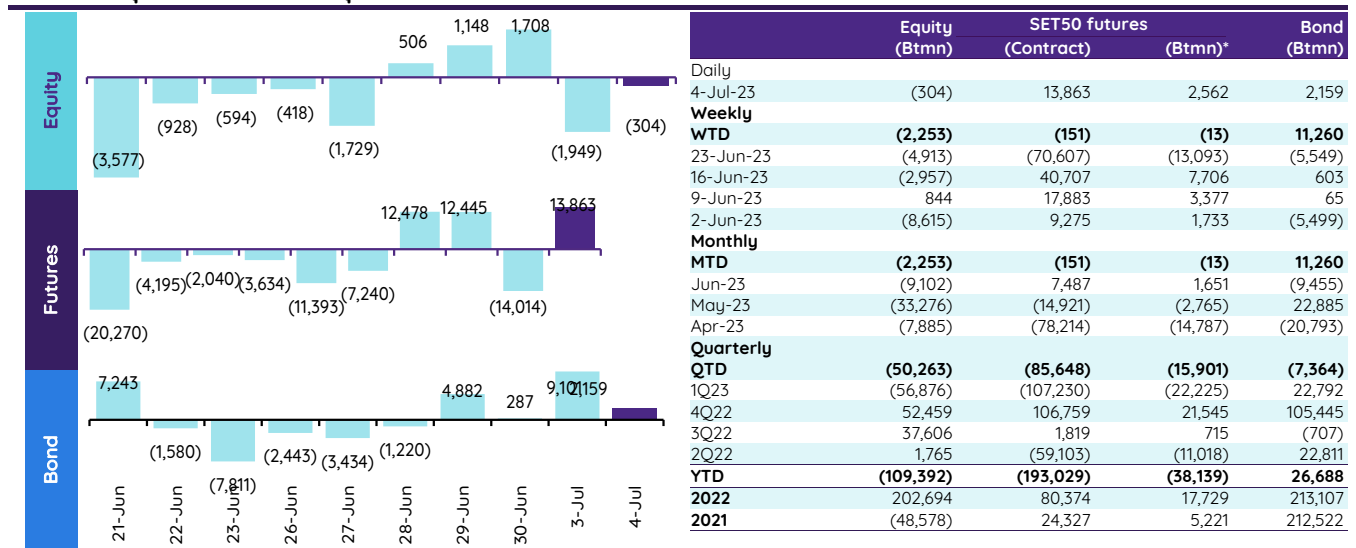 Equity
506
1,148
1,708
(3,577)
(928)
(594)
(418)
(1,729)
(1,949)
(304)
Futures
(20,270)
(4,195)
(2,040)
(3,634)
(11,393)
(7,240)
12,478
12,445
(14,014)
13,863
Bond
7,243
(1,580)
(7,811)
(2,443)
(3,434)
(1,220)
4,882
287
9,101
2,159
21-Jun
22-Jun
23-Jun
26-Jun
27-Jun
28-Jun
29-Jun
30-Jun
3-Jul
4-Jul
Equity SET50 futures Bond
(Btmn) (Contract) (Btmn)* (Btmn)
Daily
4-Jul-23 (304) 13,863 2,562 2,159
Weekly
WTD (2,253) (151) (13) 11,260
23-Jun-23 (4,913) (70,607) (13,093) (5,549)
16-Jun-23 (2,957) 40,707 7,706 603
9-Jun-23 844 17,883 3,377 65
2-Jun-23 (8,615) 9,275 1,733 (5,499)
Monthly
MTD (2,253) (151) (13) 11,260
Jun-23 (9,102) 7,487 1,651 (9,455)
May-23 (33,276) (14,921) (2,765) 22,885
Apr-23 (7,885) (78,214) (14,787) (20,793)
Quarterly
QTD (50,263) (85,648) (15,901) (7,364)
1Q23 (56,876) (107,230) (22,225) 22,792
4Q22 52,459 106,759 21,545 105,445
3Q22 37,606 1,819 715 (707)
2Q22 1,765 (59,103) (11,018) 22,811
YTD (109,392) (193,029) (38,139) 26,688
2022 202,694 80,374 17,729 213,107
2021 (48,578) 24,327 5,221 212,522